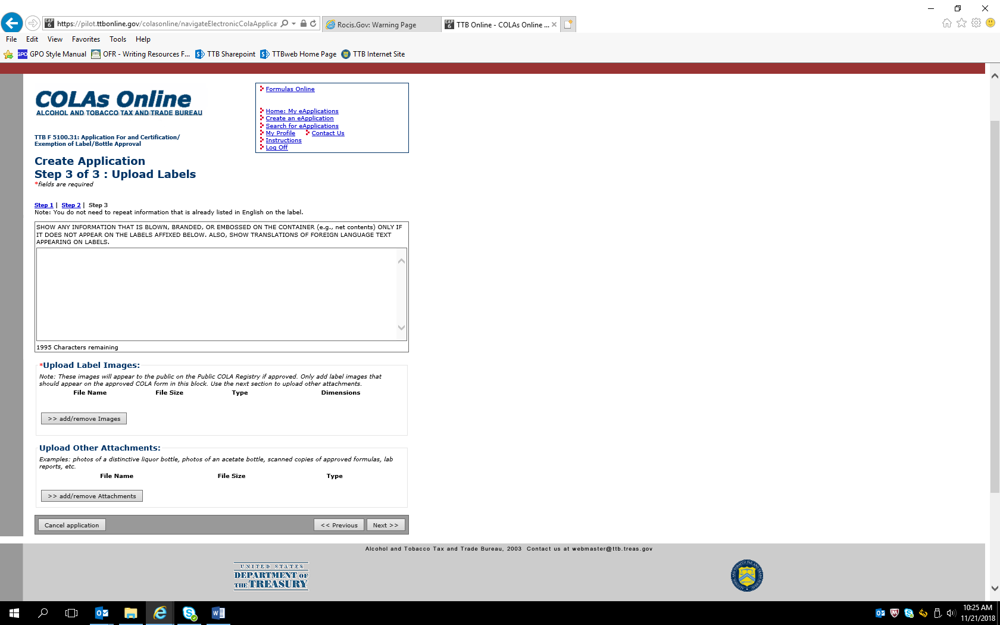 https://pilot.ttbonline.gov/colasonline/navigateElectronicColaApplica
Rocis.Gov: Warning Page
TTB Online - COLAs Online ...
File Edit View Favorites Tools Help
GPO Style Manual
OFR - Writing Resources F...
TTB Sharepoint
TTBweb Home Page
TTB Internet Site
COLAs Online
ALCOHOL AND TOBACCO TAX AND TRADE BUREAU
Formulas Online
Home: My eApplications
Create an eApplication
Search for eApplications
My Profile Contact Us
Instructions
Log Off
TTB F 5100.31: Application For and Certification/
Exemption of Label/Bottle Approval
Create Application
Step 3 of 3 : Upload Labels
*fields are required
Step 1 | Step 2 | Step 3
Note: You do not need to repeat information that is already listed in English on the label.
SHOW ANY INFORMATION THAT IS BLOWN, BRANDED, OR EMBOSSED ON THE CONTAINER (e.g., net contents) ONLY IF
IT DOES NOT APPEAR ON THE LABELS AFFIXED BELOW. ALSO, SHOW TRANSLATIONS OF FOREIGN LANGUAGE TEXT
APPEARING ON LABELS.
1995 Characters remaining
*Upload Label Images:
Note: These images will appear to the public on the Public COLA Registry if approved. Only add label images that
should appear on the approved COLA form in this block. Use the next section to upload other attachments.
File Name File Size Type Dimensions
>> add/remove Images
Upload Other Attachments:
Examples: photos of a distinctive liquor bottle, photos of an acetate bottle, scanned copies of approved formulas, lab
reports, etc.
File Name File Size Type
>> add/remove Attachments
Cancel application << Previous Next >>
Alcohol and Tobacco Tax and Trade Bureau, 2003 Contact us at webmaster@ttb.treas.gov
UNITED STATES
DEPARTMENT OF
THE TREASURY
10:25 AM
11/21/2018